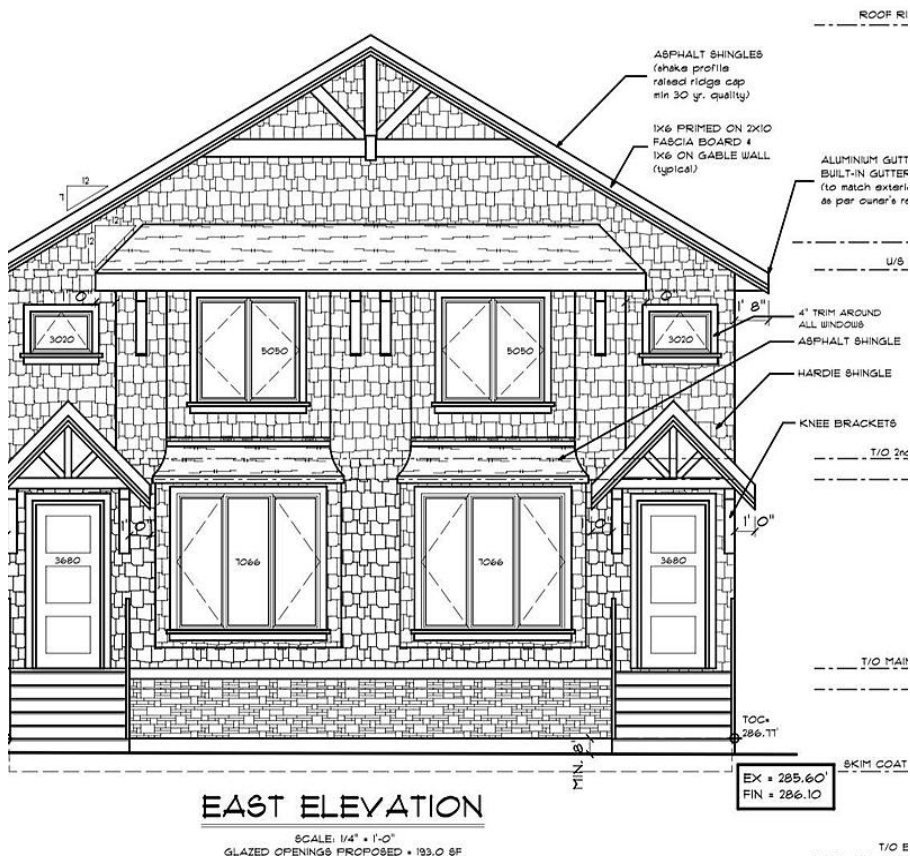 ROOF RI
ASPHALT SHINGLES
(shake profile
raised ridge cap
min 30 yr. quality)
1X6 PRIMED ON 2X10
FASCIA BOARD &
1X6 ON GABLE WALL
(typical)
ALUMINIUM GUTT
BUILT-IN GUTTER
(to match exteri
as per owner's re
12
7
12
12
U/S
1' 0"
1' 0"
1' 8"
3020
5050
5050
3020
4" TRIM AROUND
ALL WINDOWS
ASPHALT SHINGLE
HARDIE SHINGLE
KNEE BRACKETS
T/O 2nd
1' 0"
1' 0"
1' 0"
3680
7066
7066
3680
T/O MAIN
TOC=
286.77'
MIN. 8"
SKIM COAT
EX = 285.60'
FIN = 286.10
EAST ELEVATION
SCALE: 1/4" = 1'-0"
GLAZED OPENINGS PROPOSED = 193.0 SF
T/O B